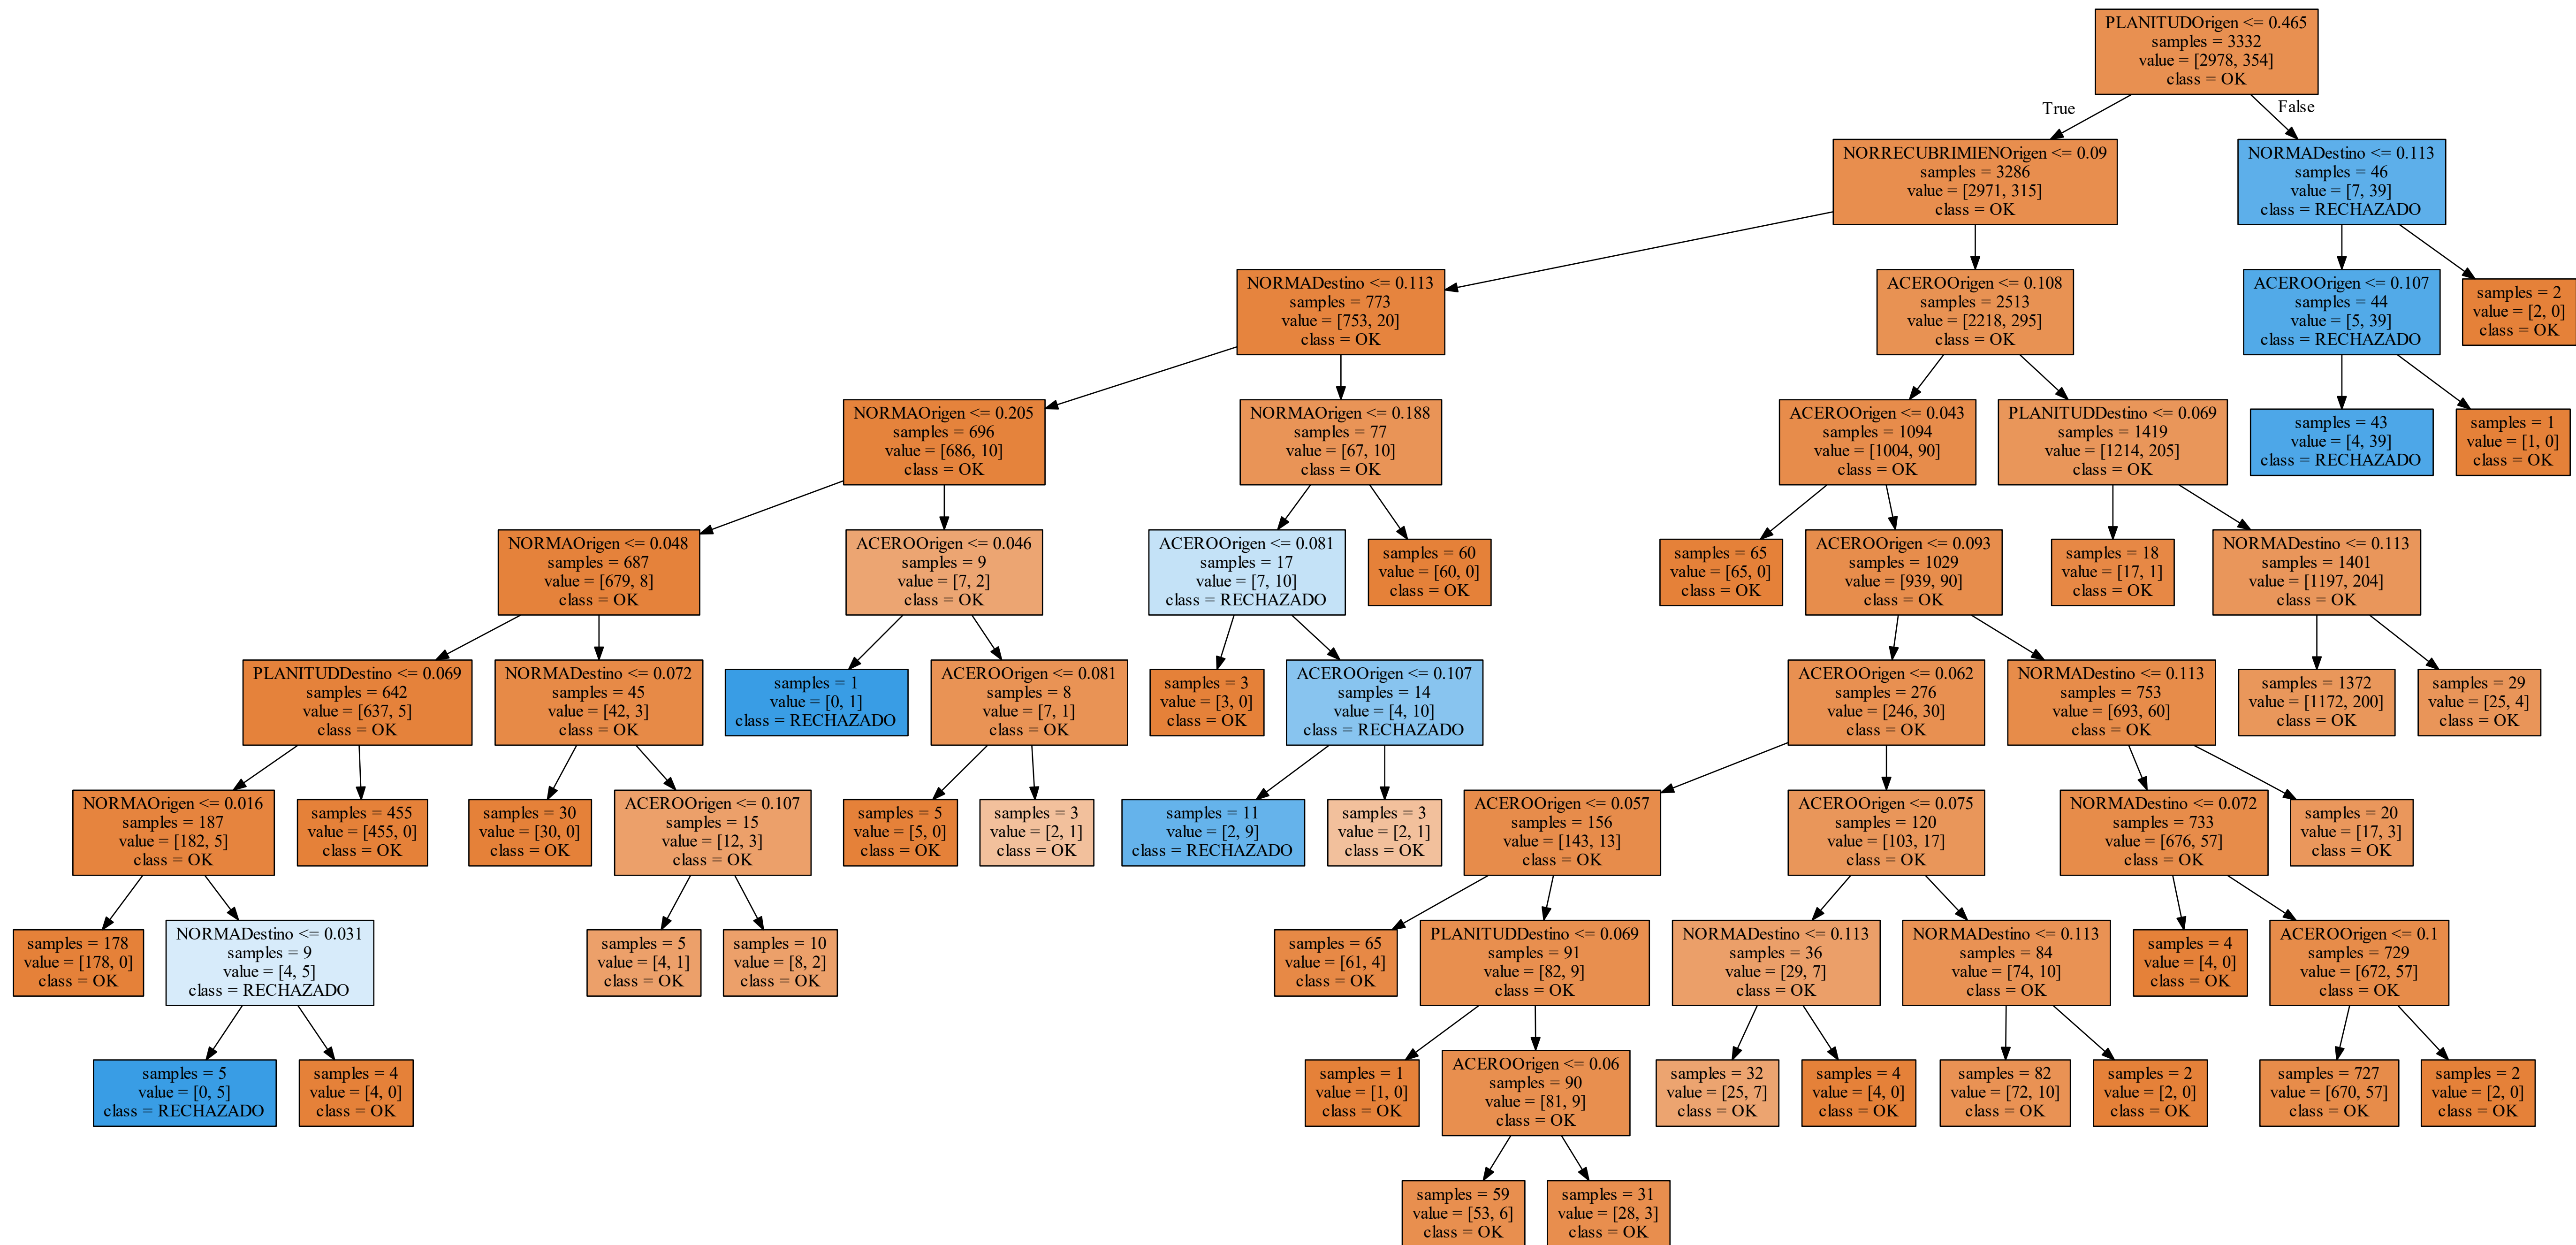 PLANITUDOrigen <= 0.465
samples = 3332
value = [2978, 354]
class = OK
True
False
NORRECUBRIMIENOrigen <= 0.09
samples = 3286
value = [2971, 315]
class = OK
NORMADestino <= 0.113
samples = 46
value = [7, 39]
class = RECHAZADO
NORMADestino <= 0.113
samples = 773
value = [753, 20]
class = OK
ACEROOrigen <= 0.108
samples = 2513
value = [2218, 295]
class = OK
ACEROOrigen <= 0.107
samples = 44
value = [5, 39]
class = RECHAZADO
samples = 2
value = [2, 0]
class = OK
NORMAOrigen <= 0.205
samples = 696
value = [686, 10]
class = OK
NORMAOrigen <= 0.188
samples = 77
value = [67, 10]
class = OK
ACEROOrigen <= 0.043
samples = 1094
value = [1004, 90]
class = OK
PLANITUDDestino <= 0.069
samples = 1419
value = [1214, 205]
class = OK
samples = 43
value = [4, 39]
class = RECHAZADO
samples = 1
value = [1, 0]
class = OK
NORMAOrigen <= 0.048
samples = 687
value = [679, 8]
class = OK
ACEROOrigen <= 0.046
samples = 9
value = [7, 2]
class = OK
ACEROOrigen <= 0.081
samples = 17
value = [7, 10]
class = RECHAZADO
samples = 60
value = [60, 0]
class = OK
samples = 65
value = [65, 0]
class = OK
ACEROOrigen <= 0.093
samples = 1029
value = [939, 90]
class = OK
samples = 18
value = [17, 1]
class = OK
NORMADestino <= 0.113
samples = 1401
value = [1197, 204]
class = OK
PLANITUDDestino <= 0.069
samples = 642
value = [637, 5]
class = OK
NORMADestino <= 0.072
samples = 45
value = [42, 3]
class = OK
samples = 1
value = [0, 1]
class = RECHAZADO
ACEROOrigen <= 0.081
samples = 8
value = [7, 1]
class = OK
samples = 3
value = [3, 0]
class = OK
ACEROOrigen <= 0.107
samples = 14
value = [4, 10]
class = RECHAZADO
ACEROOrigen <= 0.062
samples = 276
value = [246, 30]
class = OK
NORMADestino <= 0.113
samples = 753
value = [693, 60]
class = OK
samples = 1372
value = [1172, 200]
class = OK
samples = 29
value = [25, 4]
class = OK
NORMAOrigen <= 0.016
samples = 187
value = [182, 5]
class = OK
samples = 455
value = [455, 0]
class = OK
samples = 30
value = [30, 0]
class = OK
ACEROOrigen <= 0.107
samples = 15
value = [12, 3]
class = OK
samples = 5
value = [5, 0]
class = OK
samples = 3
value = [2, 1]
class = OK
samples = 11
value = [2, 9]
class = RECHAZADO
samples = 3
value = [2, 1]
class = OK
ACEROOrigen <= 0.057
samples = 156
value = [143, 13]
class = OK
ACEROOrigen <= 0.075
samples = 120
value = [103, 17]
class = OK
NORMADestino <= 0.072
samples = 733
value = [676, 57]
class = OK
samples = 20
value = [17, 3]
class = OK
samples = 178
value = [178, 0]
class = OK
NORMADestino <= 0.031
samples = 9
value = [4, 5]
class = RECHAZADO
samples = 5
value = [4, 1]
class = OK
samples = 10
value = [8, 2]
class = OK
samples = 65
value = [61, 4]
class = OK
PLANITUDDestino <= 0.069
samples = 91
value = [82, 9]
class = OK
NORMADestino <= 0.113
samples = 36
value = [29, 7]
class = OK
NORMADestino <= 0.113
samples = 84
value = [74, 10]
class = OK
samples = 4
value = [4, 0]
class = OK
ACEROOrigen <= 0.1
samples = 729
value = [672, 57]
class = OK
samples = 5
value = [0, 5]
class = RECHAZADO
samples = 4
value = [4, 0]
class = OK
samples = 1
value = [1, 0]
class = OK
ACEROOrigen <= 0.06
samples = 90
value = [81, 9]
class = OK
samples = 32
value = [25, 7]
class = OK
samples = 4
value = [4, 0]
class = OK
samples = 82
value = [72, 10]
class = OK
samples = 2
value = [2, 0]
class = OK
samples = 727
value = [670, 57]
class = OK
samples = 2
value = [2, 0]
class = OK
samples = 59
value = [53, 6]
class = OK
samples = 31
value = [28, 3]
class = OK